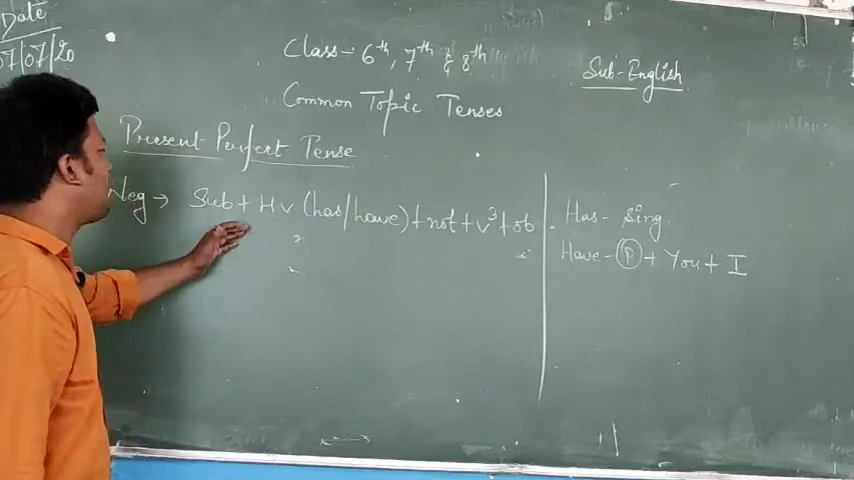 Date
07/07/20
Class - 6th, 7th & 8th
Sub - English
Common Topic Tenses
Present Perfect Tense
Neg → Sub + Hv (has/have) + not + v3 + ob.
Has - Sing.
Have - P + You + I